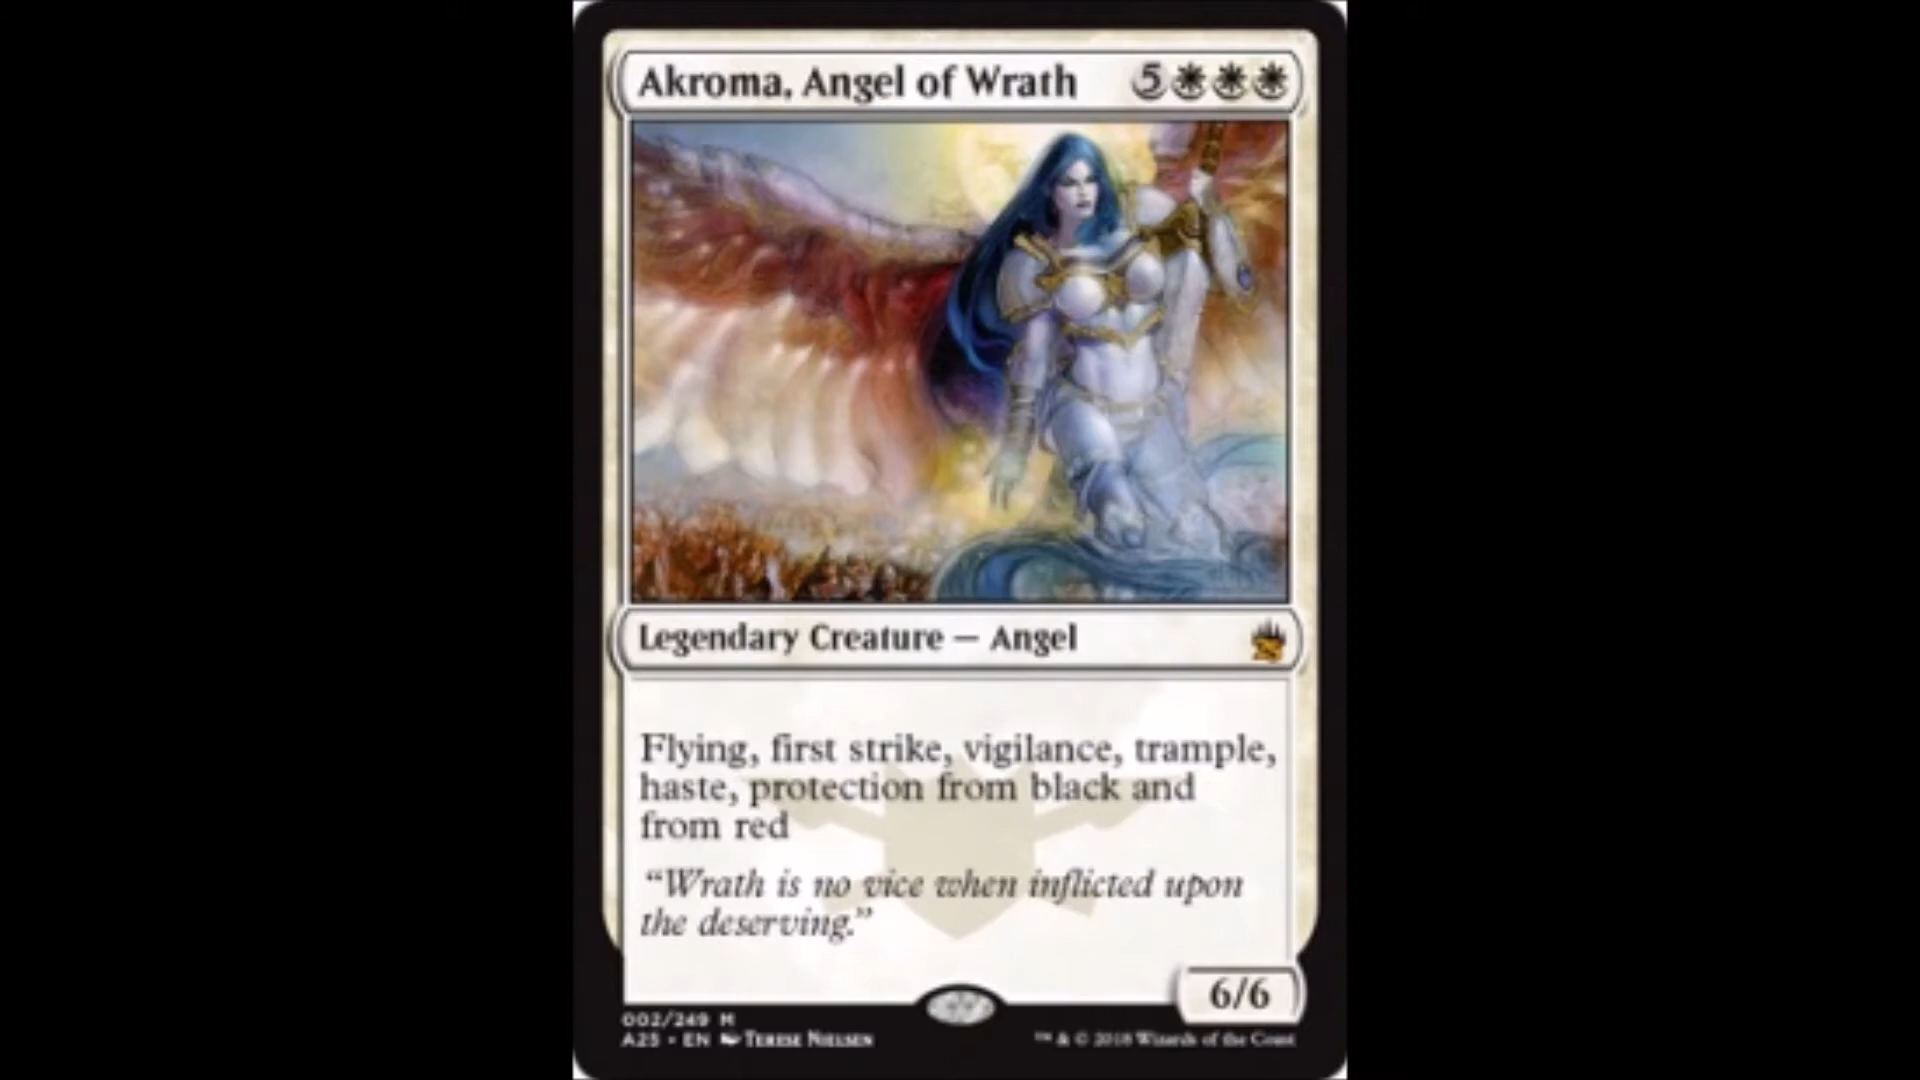 Akroma, Angel of Wrath 5
Legendary Creature — Angel
Flying, first strike, vigilance, trample,
haste, protection from black and
from red
“Wrath is no vice when inflicted upon
the deserving.”
6/6
002/249 M
A25 • EN Terese Nielsen
™ & © 2018 Wizards of the Coast